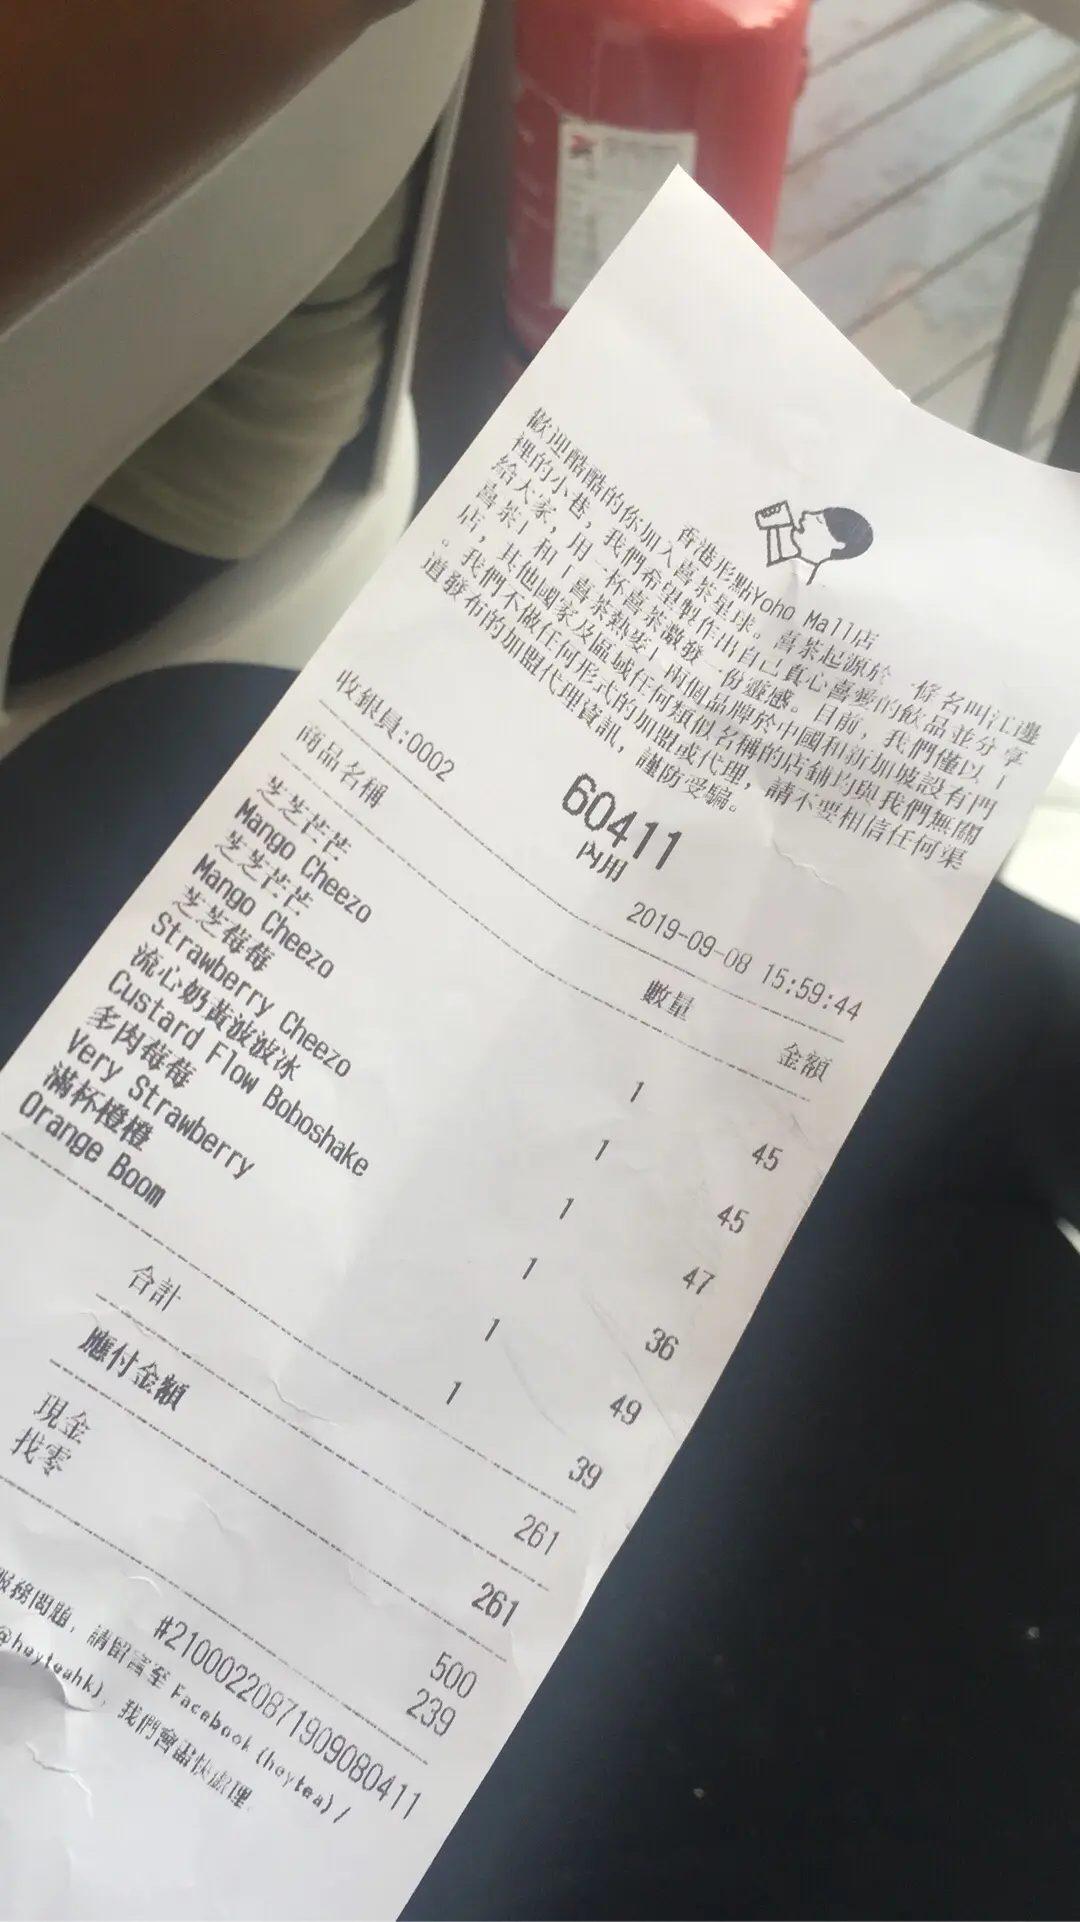 香港形點Yoho Mall店
歡迎酷酷的你加入喜茶星球。喜茶起源於一條名叫江邊
裡的小巷，我們希望製作出自己真心喜愛的飲品並分享
給大家，用一杯喜茶激發一份靈感。目前，我們僅以「
喜茶」和「喜茶熱麥」兩個品牌於中國和新加坡設有門
店，其他國家及區域任何類似名稱的店鋪均與我們無關
。我們不做任何形式的加盟或代理，請不要相信任何渠
道發布的加盟代理資訊，謹防受騙。
60411
內用
收銀員:0002 2019-09-08 15:59:44
商品名稱 數量 金額
芝芝芒芒
Mango Cheezo 1 45
芝芝芒芒
Mango Cheezo 1 45
芝芝莓莓
Strawberry Cheezo 1 47
流心奶黃波波冰
Custard Flow Boboshake 1 36
多肉莓莓
Very Strawberry 1 49
滿杯橙橙
Orange Boom 1 39
合計 261
應付金額 261
現金 500
找零 239
#210002208719090804​11
服務問題，請留言至 Facebook (heytea) /
@heyteahk)，我們會盡快處理.